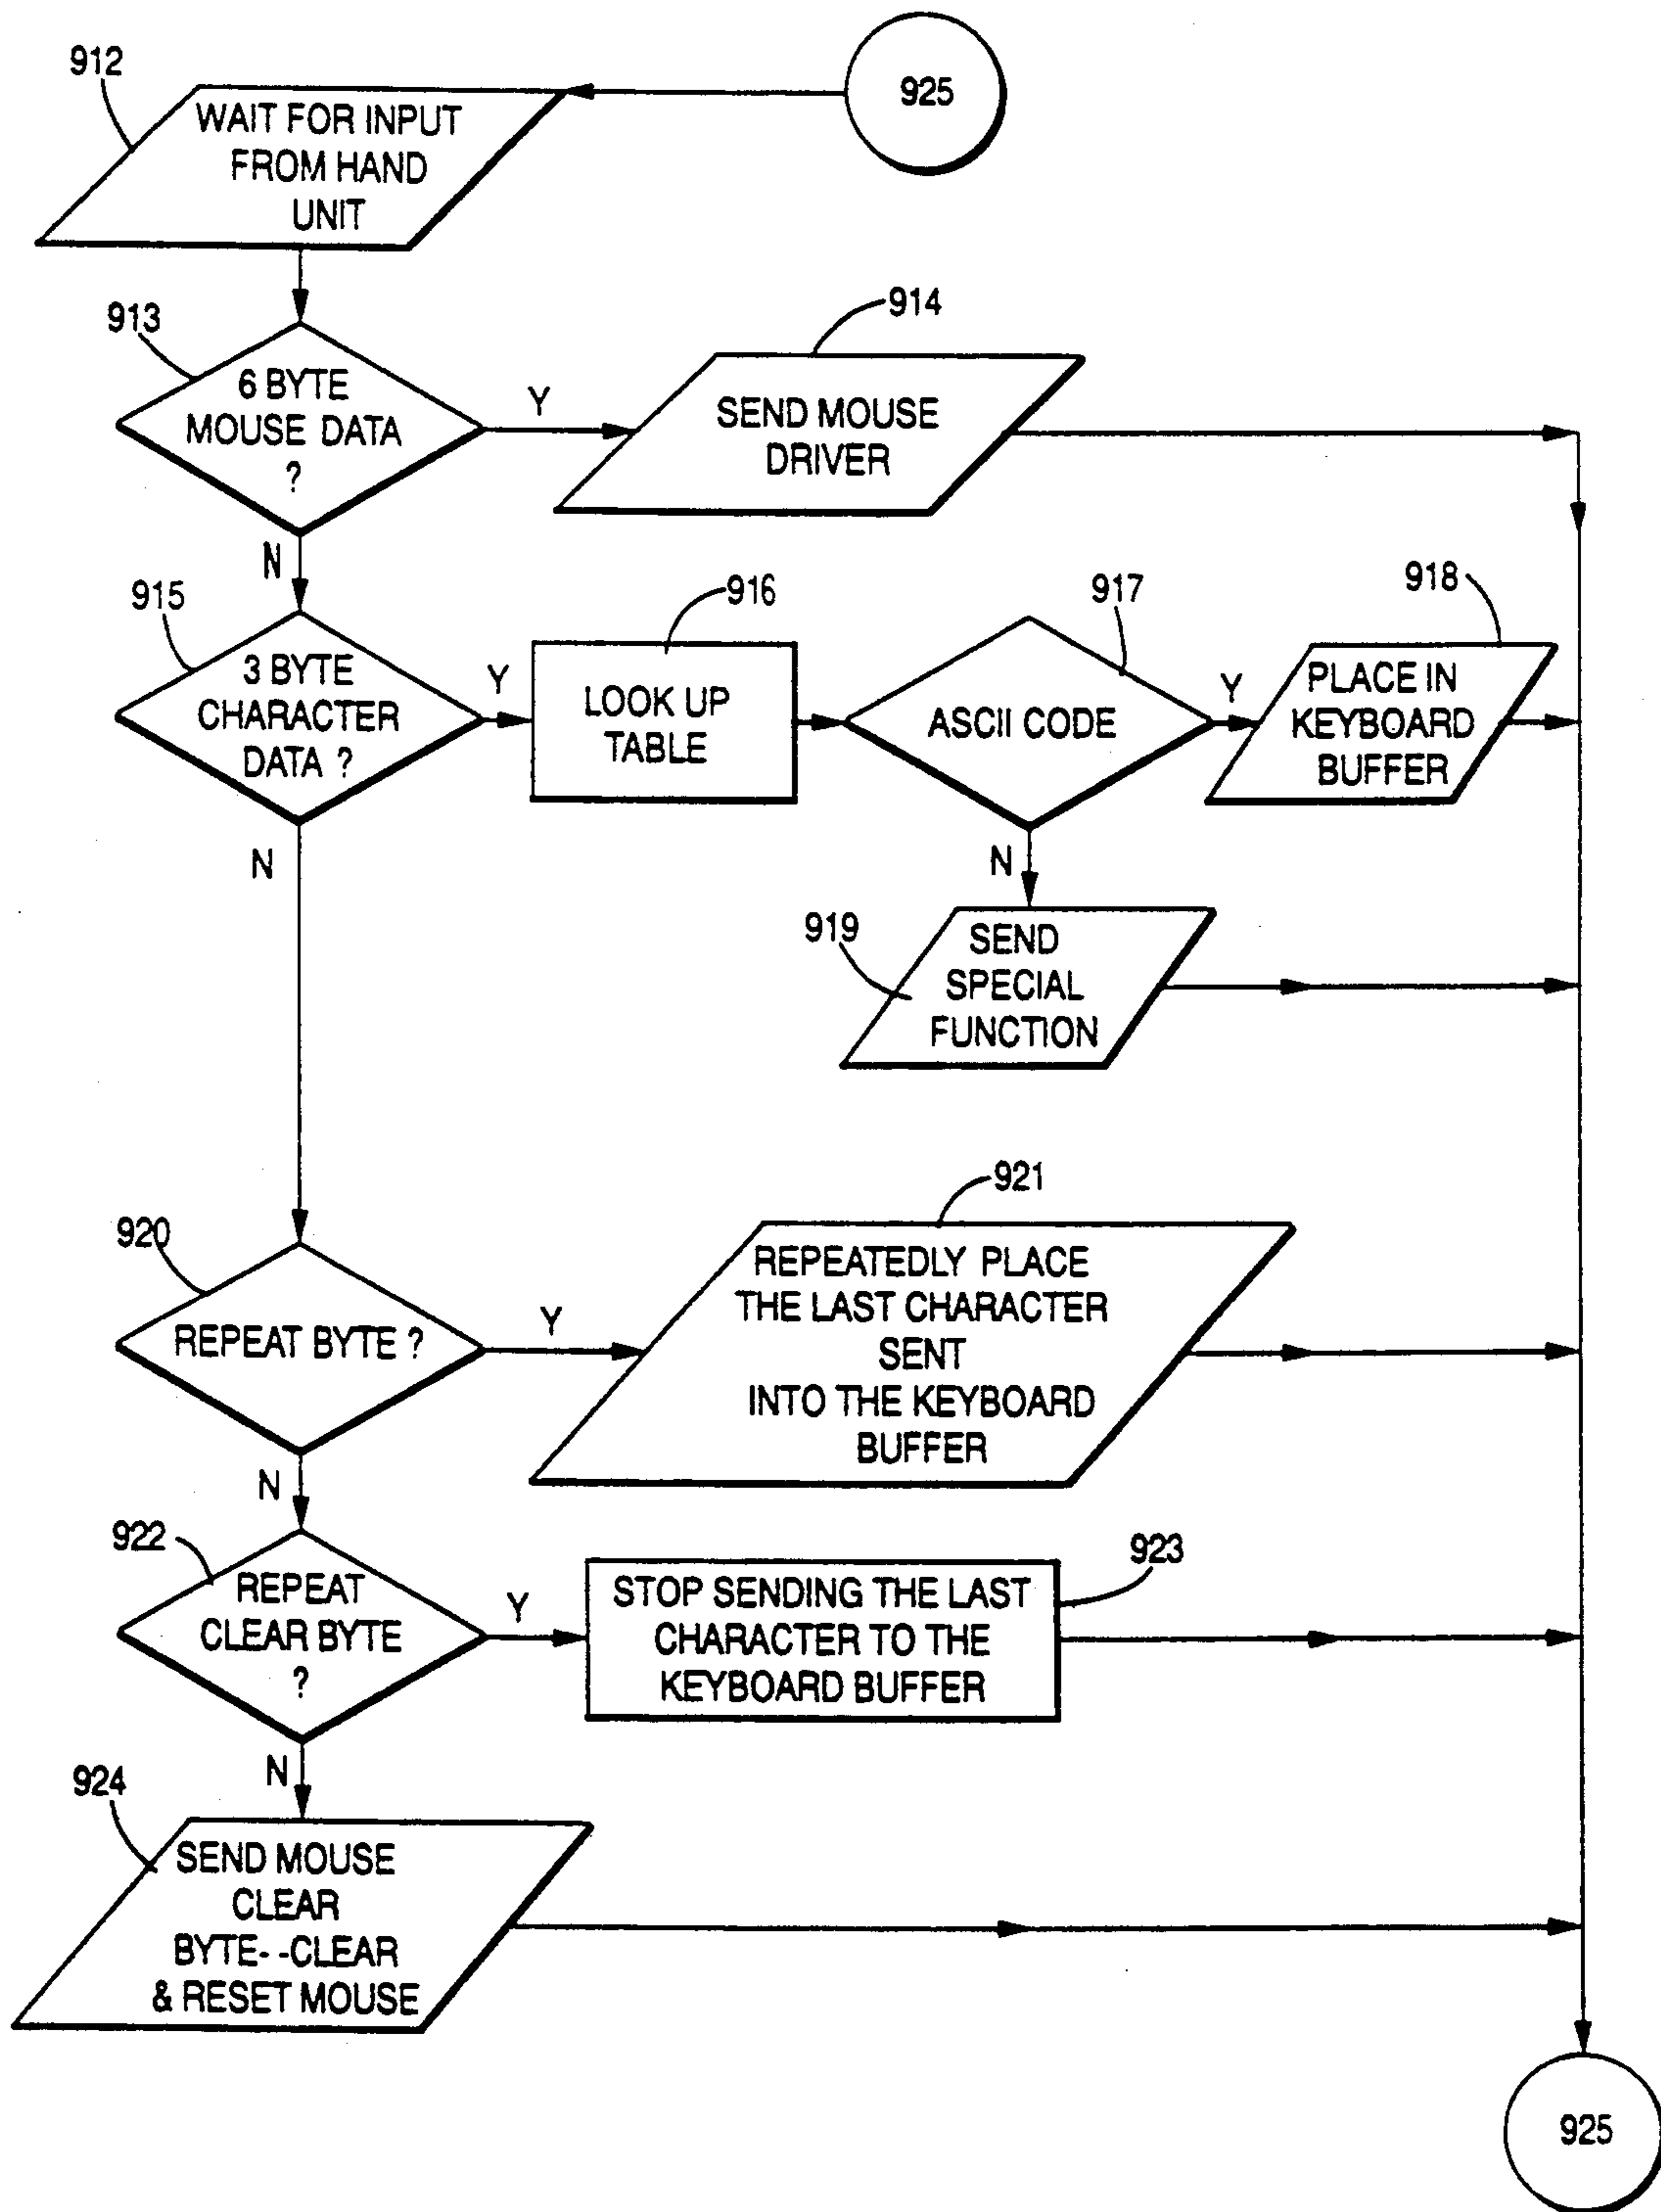 912
925
WAIT FOR INPUT
FROM HAND
UNIT
913
914
6 BYTE
MOUSE DATA
?
Y
SEND MOUSE
DRIVER
N
915
916
917
918
3 BYTE
CHARACTER
DATA ?
Y
LOOK UP
TABLE
ASCII CODE
Y
PLACE IN
KEYBOARD
BUFFER
N
N
919
SEND
SPECIAL
FUNCTION
920
921
REPEAT BYTE ?
Y
REPEATEDLY PLACE
THE LAST CHARACTER
SENT
INTO THE KEYBOARD
BUFFER
N
922
923
REPEAT
CLEAR BYTE
?
Y
STOP SENDING THE LAST
CHARACTER TO THE
KEYBOARD BUFFER
N
924
SEND MOUSE
CLEAR
BYTE- -CLEAR
& RESET MOUSE
925